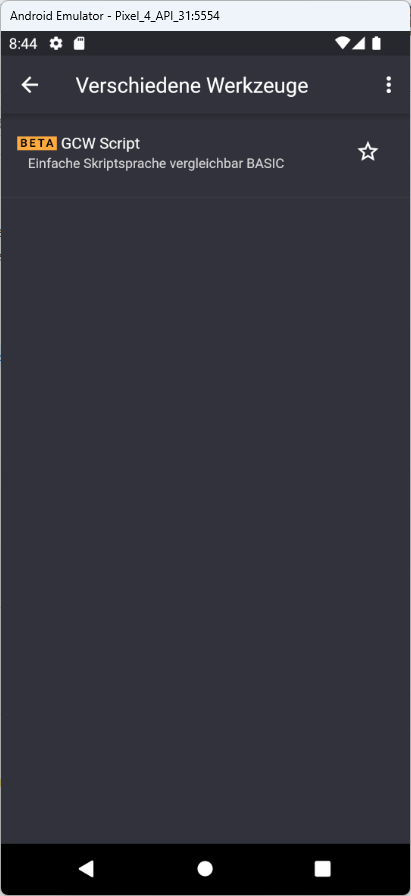 Android Emulator - Pixel_4_API_31:5554
8:44
Verschiedene Werkzeuge
BETA GCW Script
Einfache Skriptsprache vergleichbar BASIC